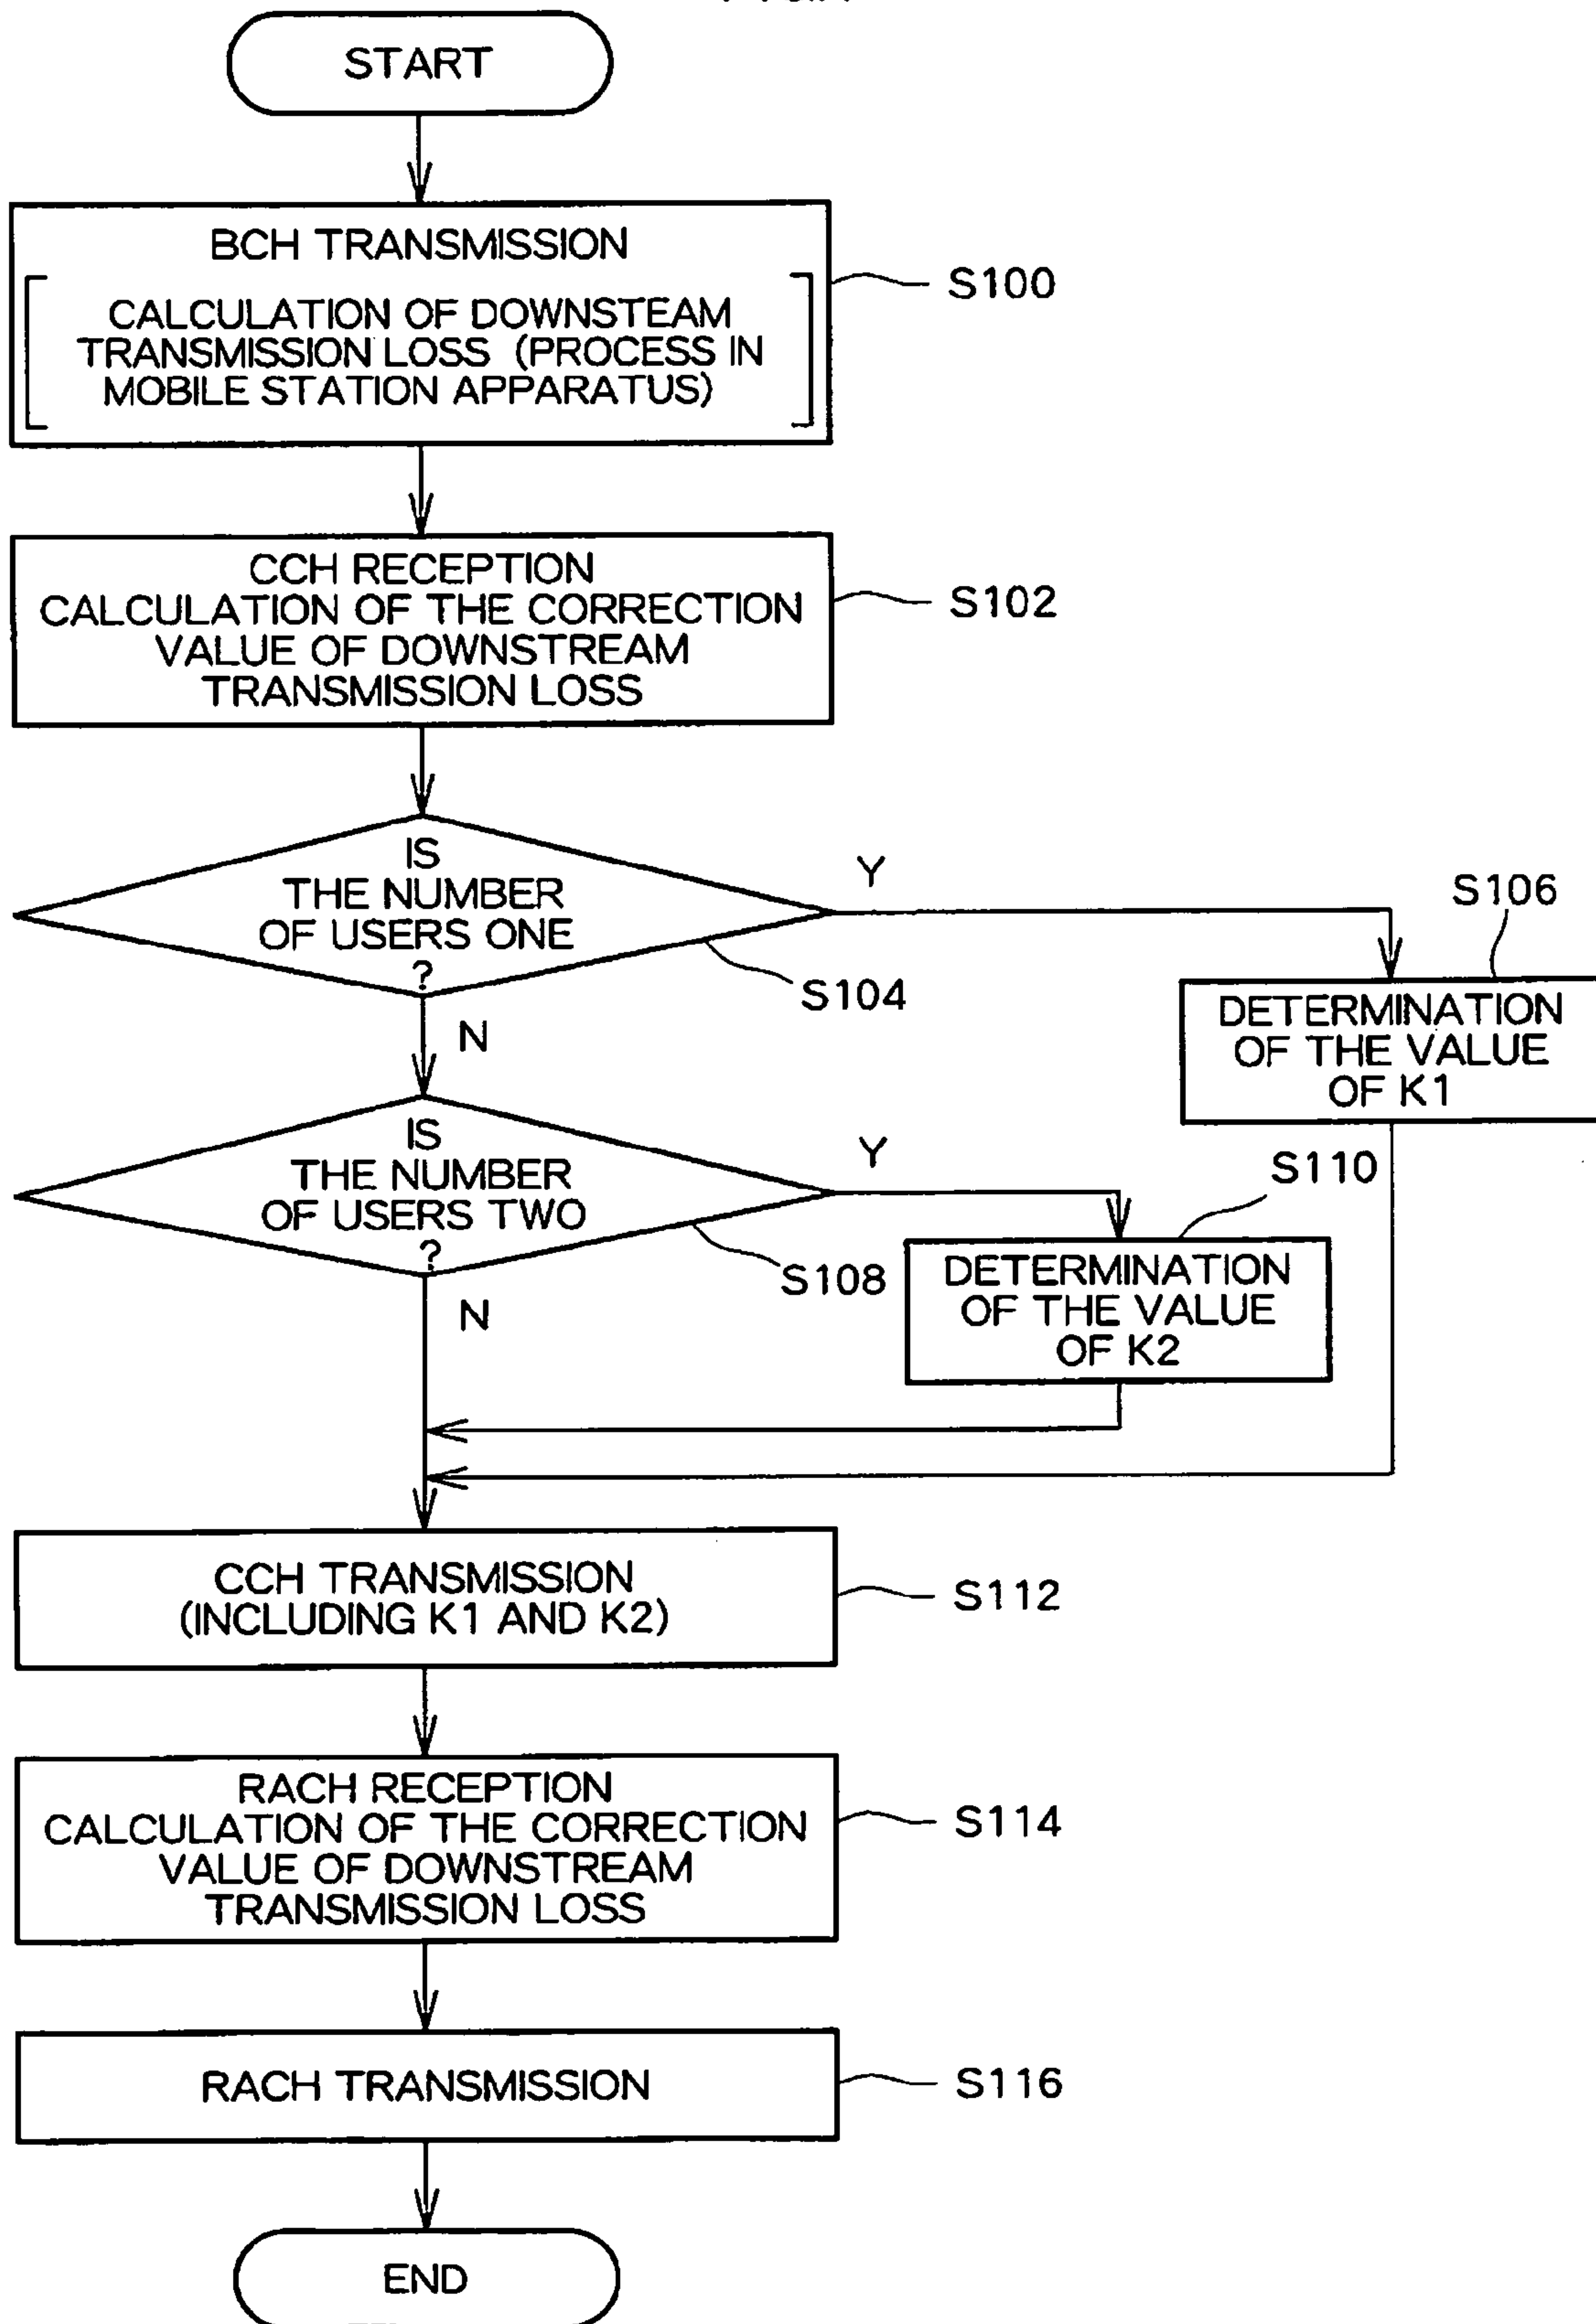 START
BCH TRANSMISSION
CALCULATION OF DOWNSTEAM
TRANSMISSION LOSS (PROCESS IN
MOBILE STATION APPARATUS)
S100
CCH RECEPTION
CALCULATION OF THE CORRECTION
VALUE OF DOWNSTREAM
TRANSMISSION LOSS
S102
IS
THE NUMBER
OF USERS ONE
?
Y
S104
N
S106
DETERMINATION
OF THE VALUE
OF K1
IS
THE NUMBER
OF USERS TWO
?
Y
S108
N
S110
DETERMINATION
OF THE VALUE
OF K2
CCH TRANSMISSION
(INCLUDING K1 AND K2)
S112
RACH RECEPTION
CALCULATION OF THE CORRECTION
VALUE OF DOWNSTREAM
TRANSMISSION LOSS
S114
RACH TRANSMISSION
S116
END